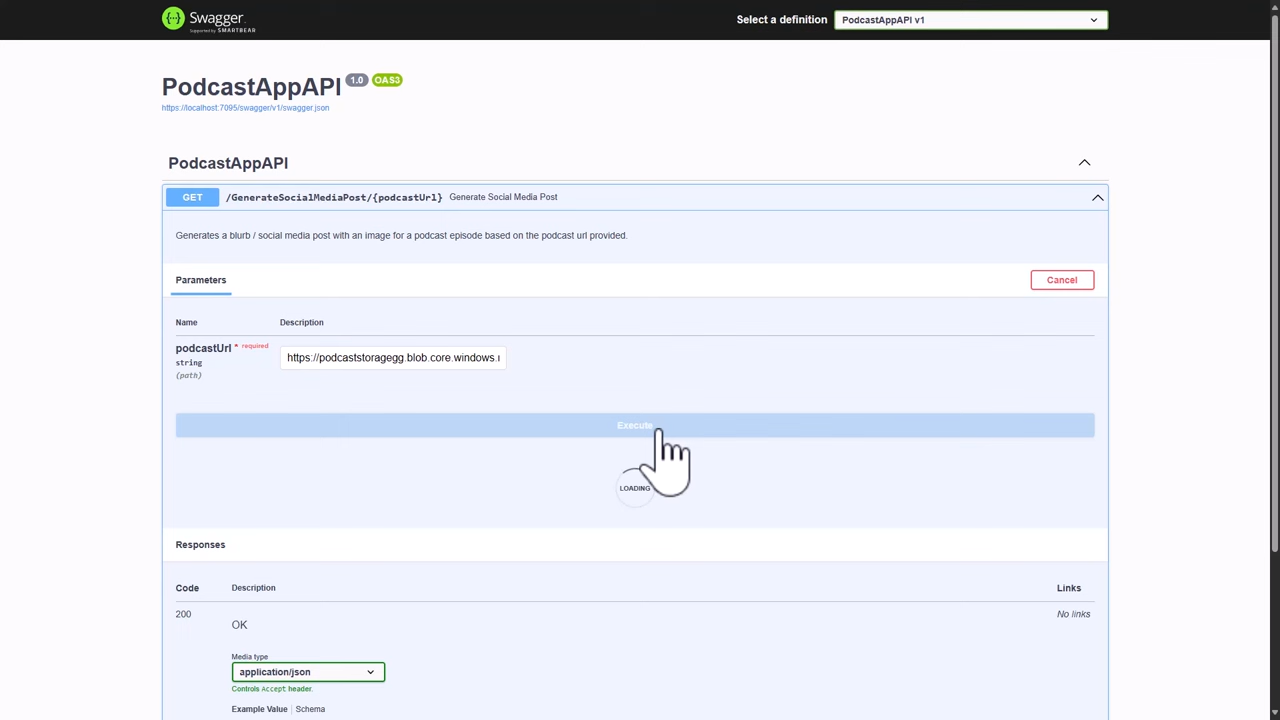 Swagger.
Supported by SMARTBEAR
Select a definition
PodcastAppAPI v1
PodcastAppAPI 1.0 OAS3
https://localhost:7095/swagger/v1/swagger.json
PodcastAppAPI
GET /GenerateSocialMediaPost/{podcastUrl} Generate Social Media Post
Generates a blurb / social media post with an image for a podcast episode based on the podcast url provided.
Parameters
Cancel
Name Description
podcastUrl * required
string
(path)
https://podcaststoragegg.blob.core.windows.
Execute
LOADING
Responses
Code Description Links
200
OK
No links
Media type
application/json
Controls Accept header.
Example Value | Schema